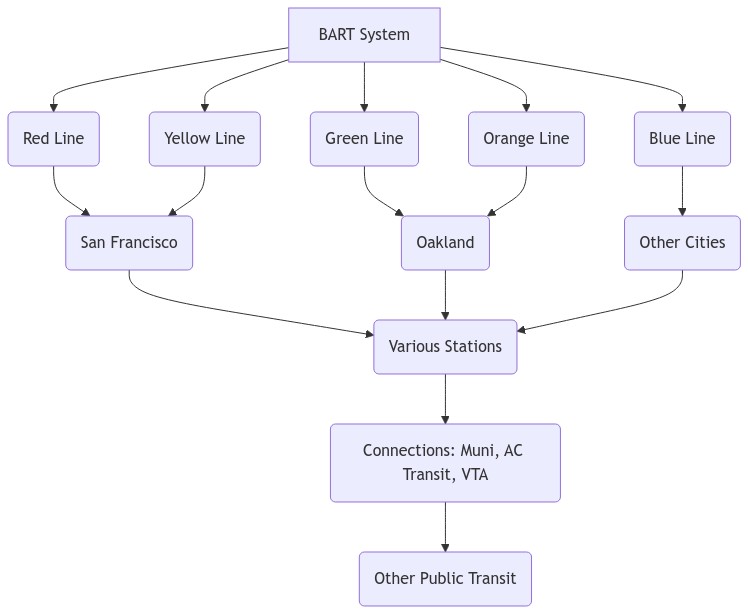 BART System
Red Line
Yellow Line
Green Line
Orange Line
Blue Line
San Francisco
Oakland
Other Cities
Various Stations
Connections: Muni, AC
Transit, VTA
Other Public Transit